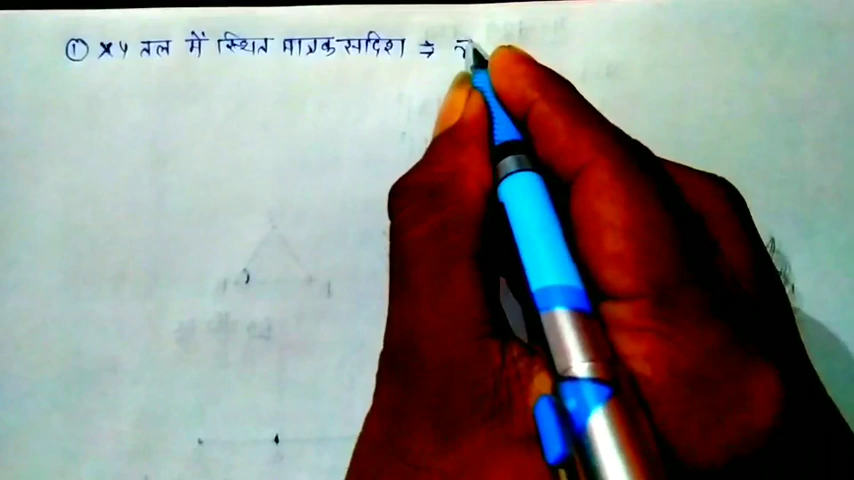 ① xy तल में स्थित मात्रक सदिश ⇒